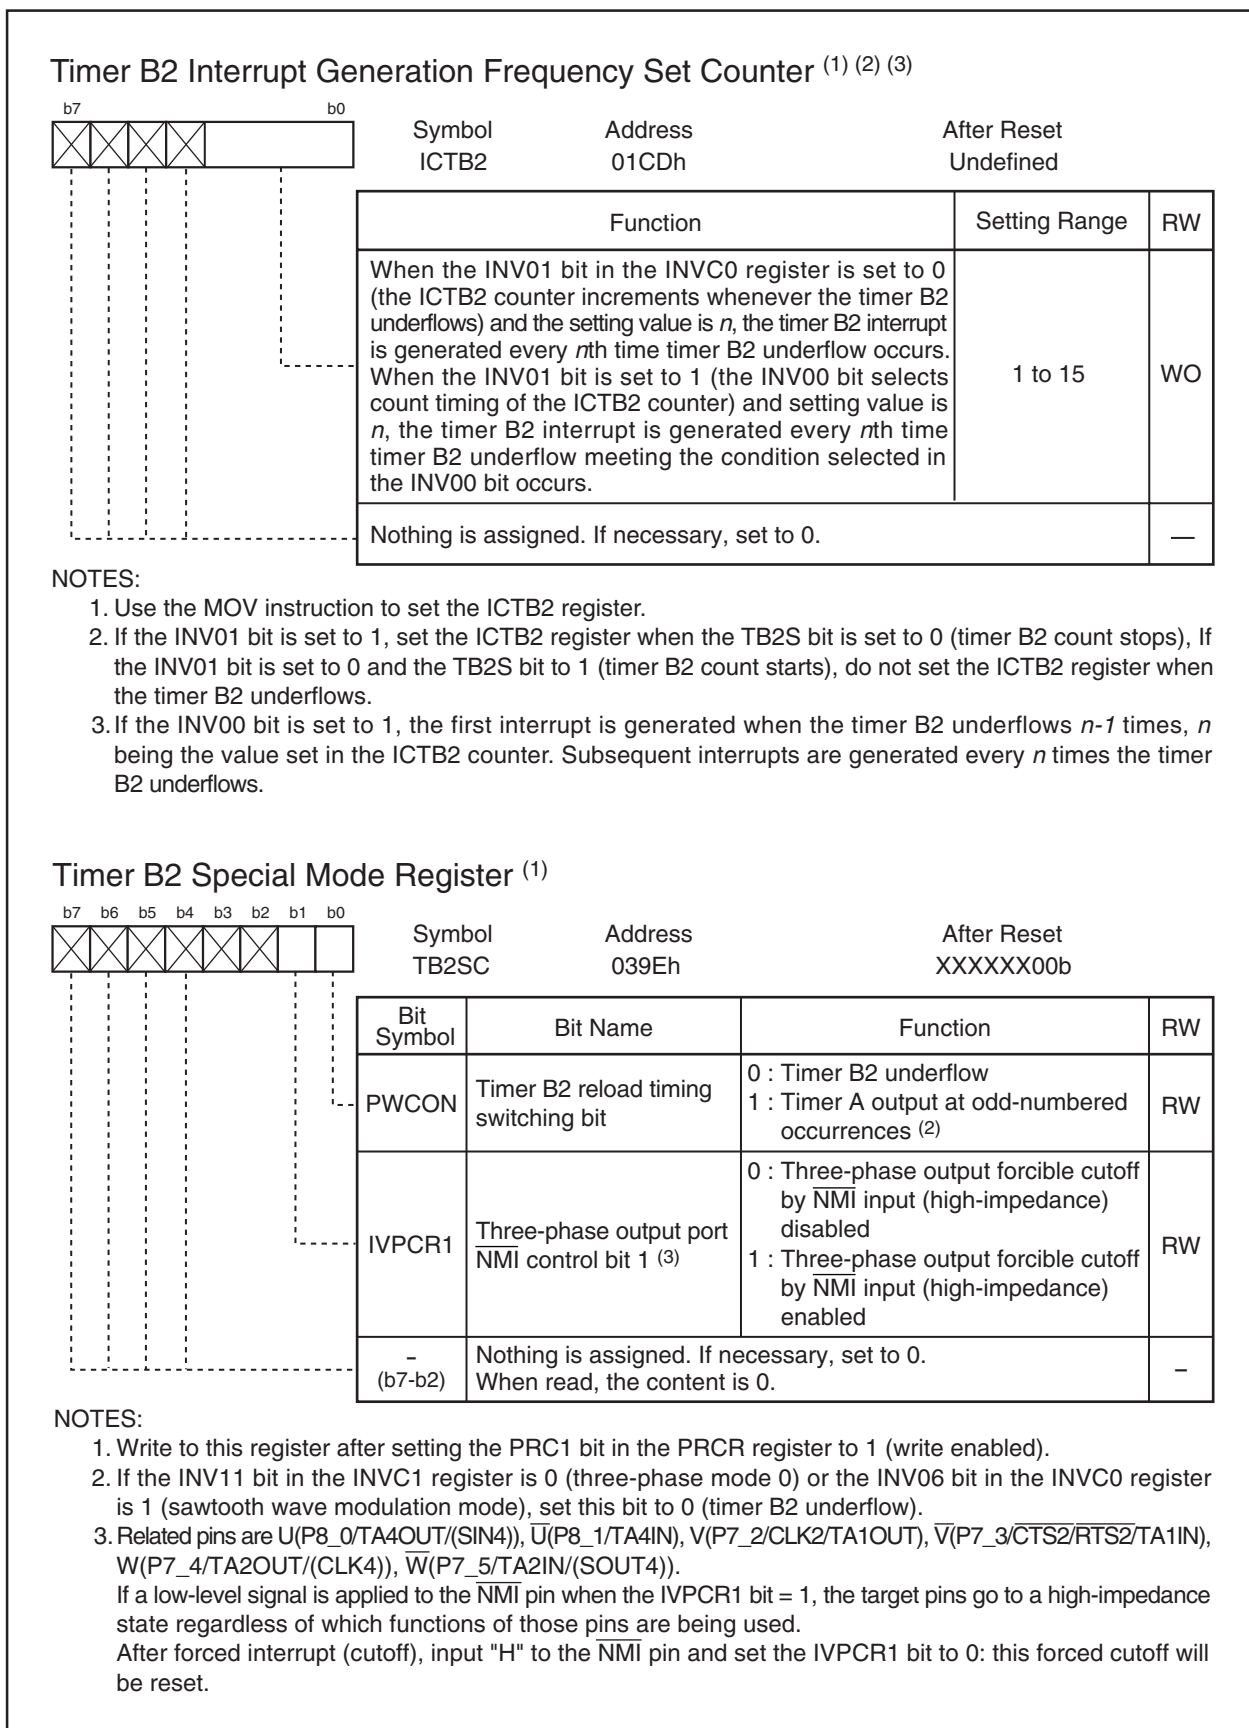 Timer B2 Interrupt Generation Frequency Set Counter (1) (2) (3)
b7 b0
Symbol Address After Reset
ICTB2 01CDh Undefined
Function Setting Range RW
When the INV01 bit in the INVC0 register is set to 0
(the ICTB2 counter increments whenever the timer B2
underflows) and the setting value is n, the timer B2 interrupt
is generated every nth time timer B2 underflow occurs.
When the INV01 bit is set to 1 (the INV00 bit selects
count timing of the ICTB2 counter) and setting value is
n, the timer B2 interrupt is generated every nth time
timer B2 underflow meeting the condition selected in
the INV00 bit occurs.
1 to 15 WO
Nothing is assigned. If necessary, set to 0. —
NOTES:
1. Use the MOV instruction to set the ICTB2 register.
2. If the INV01 bit is set to 1, set the ICTB2 register when the TB2S bit is set to 0 (timer B2 count stops), If
the INV01 bit is set to 0 and the TB2S bit to 1 (timer B2 count starts), do not set the ICTB2 register when
the timer B2 underflows.
3. If the INV00 bit is set to 1, the first interrupt is generated when the timer B2 underflows n-1 times, n
being the value set in the ICTB2 counter. Subsequent interrupts are generated every n times the timer
B2 underflows.
Timer B2 Special Mode Register (1)
b7 b6 b5 b4 b3 b2 b1 b0
Symbol Address After Reset
TB2SC 039Eh XXXXXX00b
Bit
Symbol
Bit Name Function RW
PWCON
Timer B2 reload timing
switching bit
0 : Timer B2 underflow
1 : Timer A output at odd-numbered
occurrences (2)
RW
IVPCR1
Three-phase output port
N̅M̅I̅ control bit 1 (3)
0 : Three-phase output forcible cutoff
by N̅M̅I̅ input (high-impedance)
disabled
1 : Three-phase output forcible cutoff
by N̅M̅I̅ input (high-impedance)
enabled
RW
–
(b7-b2)
Nothing is assigned. If necessary, set to 0.
When read, the content is 0.
–
NOTES:
1. Write to this register after setting the PRC1 bit in the PRCR register to 1 (write enabled).
2. If the INV11 bit in the INVC1 register is 0 (three-phase mode 0) or the INV06 bit in the INVC0 register
is 1 (sawtooth wave modulation mode), set this bit to 0 (timer B2 underflow).
3. Related pins are U(P8_0/TA4OUT/(SIN4)), U̅(P8_1/TA4IN), V(P7_2/CLK2/TA1OUT), V̅(P7_3/C̅T̅S̅2̅/R̅T̅S̅2̅/TA1IN),
W(P7_4/TA2OUT/(CLK4)), W̅(P7_5/TA2IN/(SOUT4)).
If a low-level signal is applied to the N̅M̅I̅ pin when the IVPCR1 bit = 1, the target pins go to a high-impedance
state regardless of which functions of those pins are being used.
After forced interrupt (cutoff), input "H" to the N̅M̅I̅ pin and set the IVPCR1 bit to 0: this forced cutoff will
be reset.